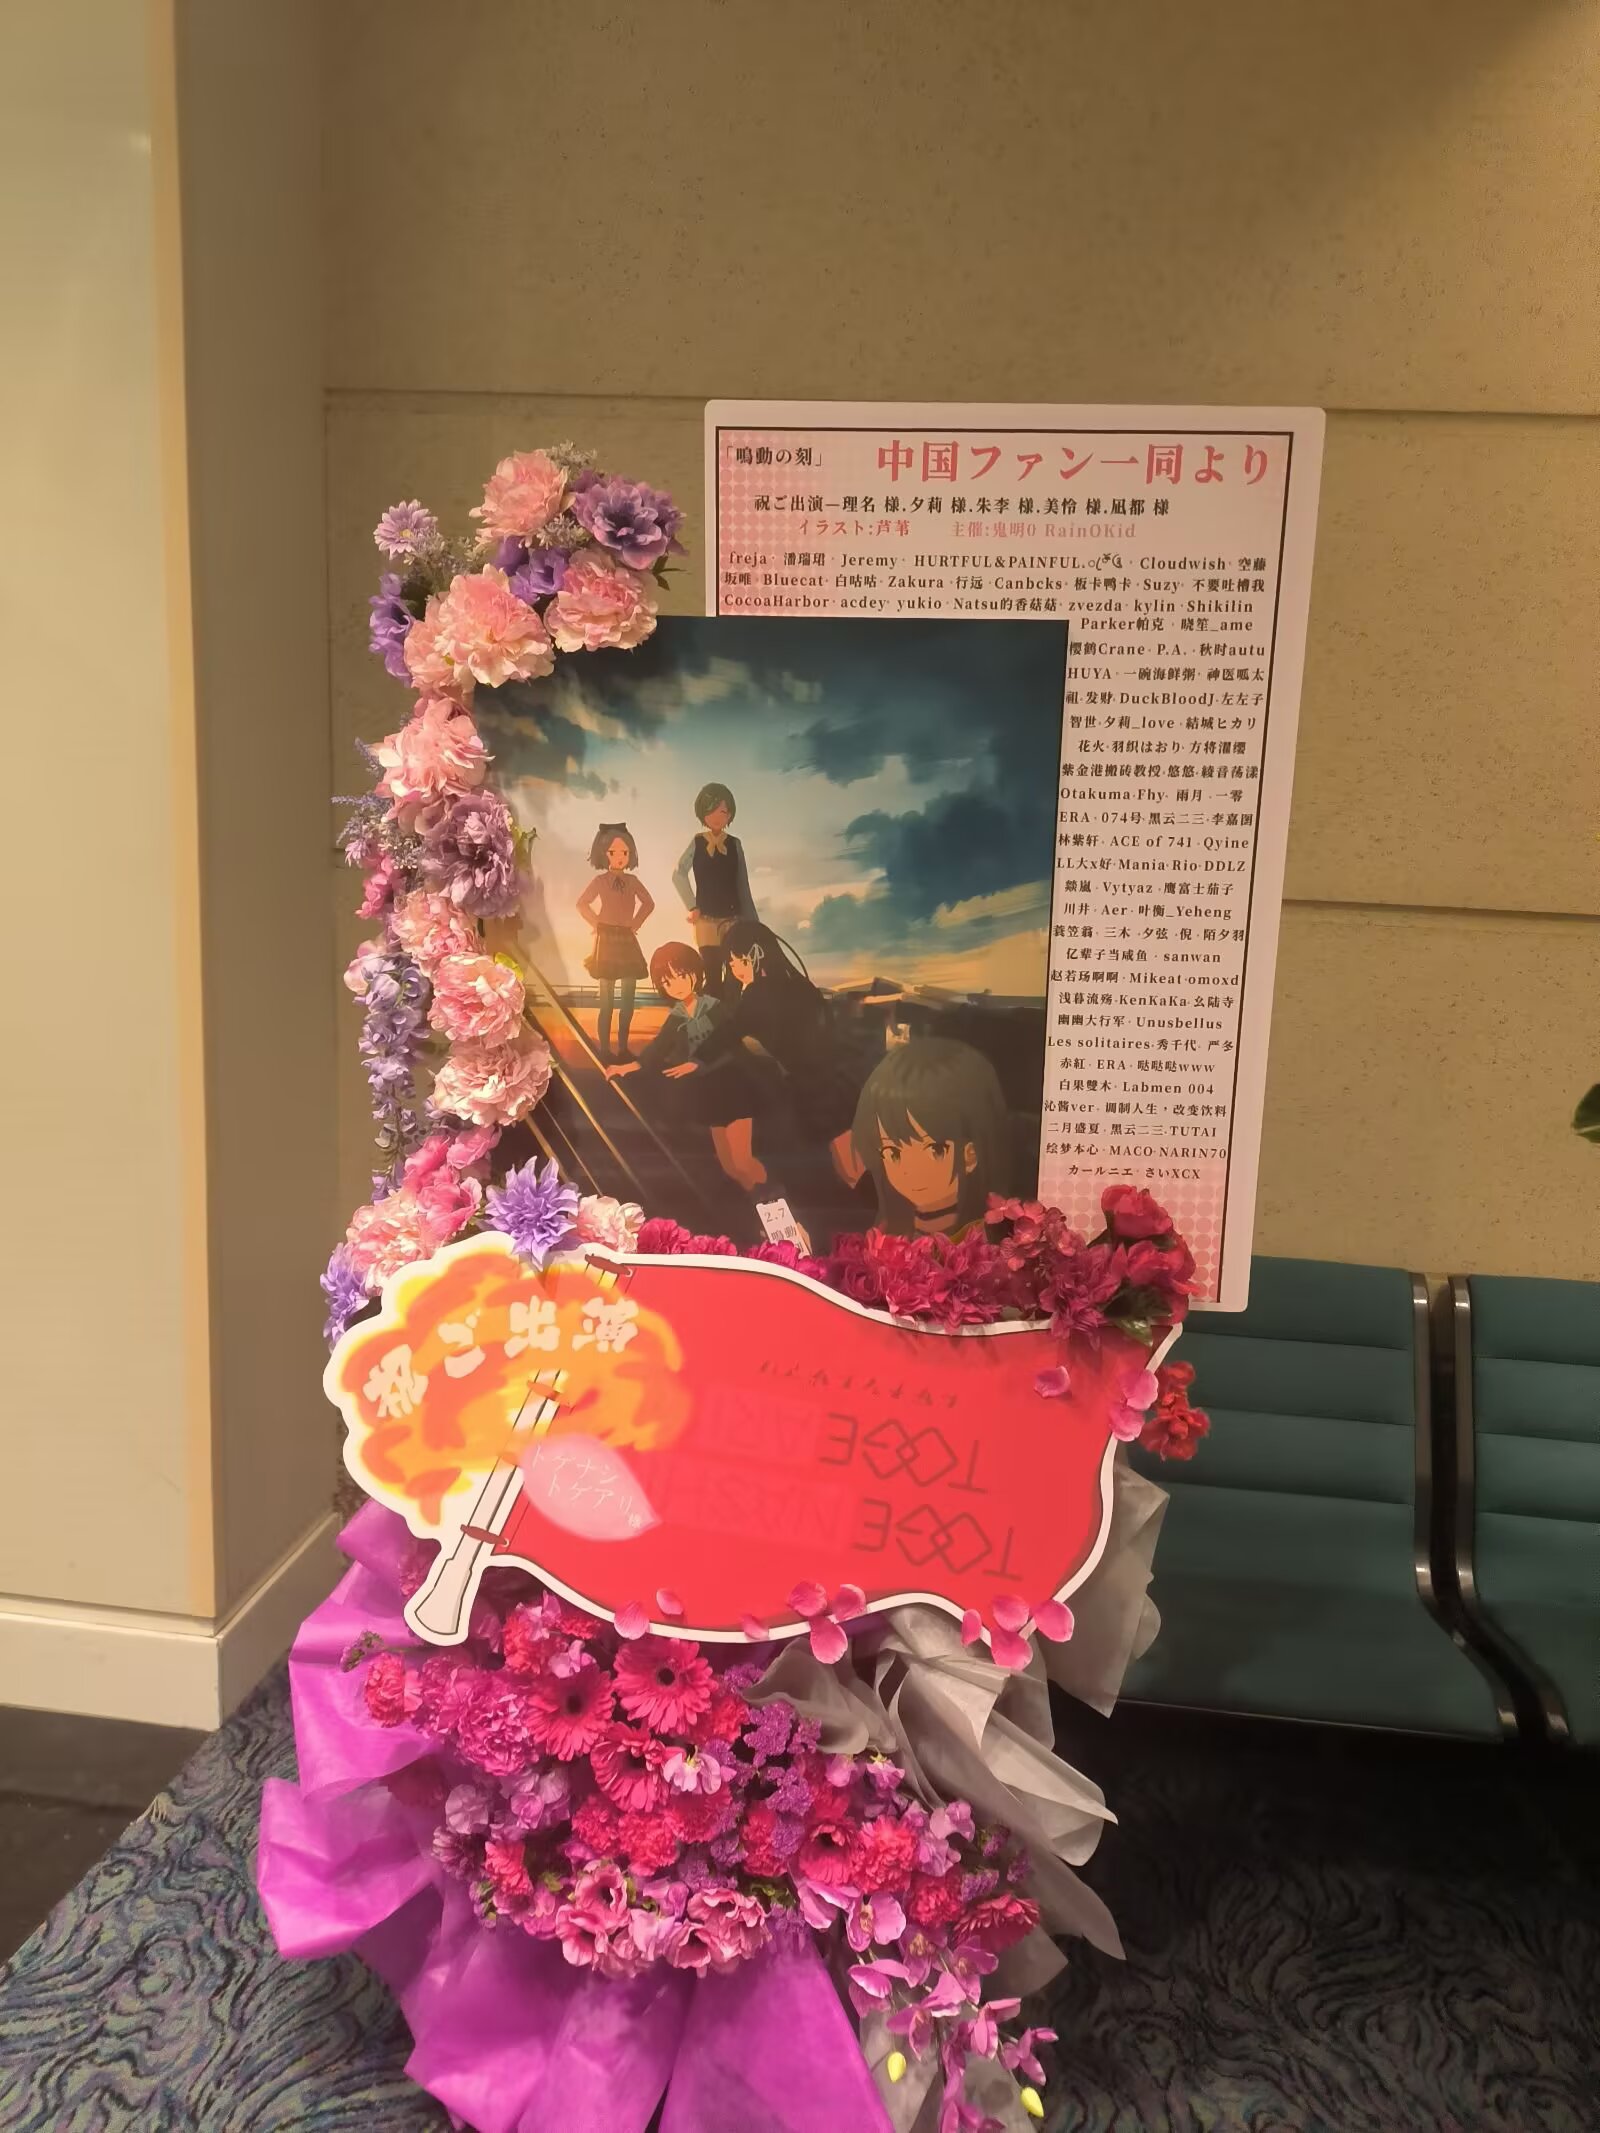 「鳴動の刻」 中国ファン一同より
祝ご出演—理名 様.夕莉 様.朱李 様.美怜 様.凪都 様
イラスト:芦苇 主催:鬼明0 RainOKid
freja · 潘瑞珺 · Jeremy · HURTFUL&PAINFUL. · Cloudwish · 空藤
坂唯 · Bluecat · 白咕咕 · Zakura · 行远 · Canbcks · 板卡鸭卡 · Suzy · 不要吐槽我
CocoaHarbor · acdey · yukio · Natsu的香菇菇 · zvezda · kylin · Shikilin
Parker帕克 · 晓笙_ame
櫻鶴Crane · P.A. · 秋时autu
HUYA · 一碗海鲜粥 · 神医呱太
祖 · 发财 · DuckBloodJ · 左左子
智世 · 夕莉_love · 結城ヒカリ
花火 · 羽织はおり · 方将濯缨
紫金港搬砖教授 · 悠悠 · 綾音荡漾
Otakuma · Fhy · 雨月 · 一零
ERA · 074号 · 黑云二三 · 李嘉囡
林紫轩 · ACE of 741 · Qyine
LL大x好 · Mania · Rio · DDLZ
燚嵐 · Vytyaz · 鹰富士茄子
川井 · Aer · 叶衡_Yeheng
蓑笠翁 · 三木 · 夕弦 · 倪 · 陌夕羽
亿辈子当咸鱼 · sanwan
赵若玚啊啊 · Mikeat · omoxd
浅暮流殇 · KenKaKa · 幺陆寺
幽幽大行军 · Unusbellus
Les solitaires · 秀千代 · 严冬
赤紅 · ERA · 哒哒哒www
白果雙木 · Labmen 004
沁酱ver · 调制人生，改变饮料
二月盛夏 · 黑云二三 · TUTAI
绘梦本心 · MACO · NARIN70
カールニエ · さいXCX
2.7
鳴動
祝ご出演
トゲナシ
トゲアリ様
TOGE ARI
TOGE NASHI